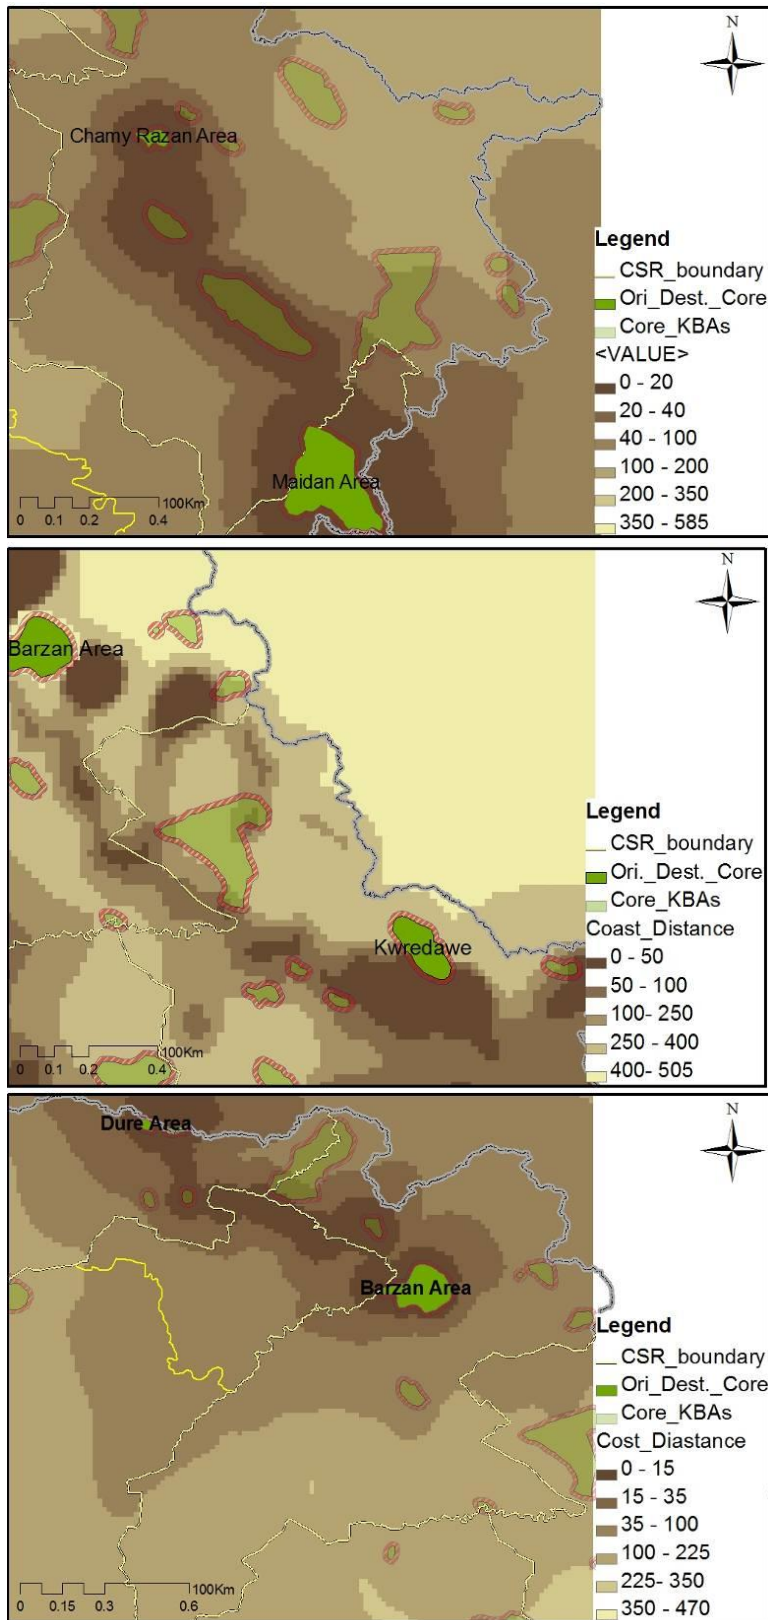 N
Chamy Razan Area
Maidan Area
Legend
CSR_boundary
Ori_Dest._Core
Core_KBAs
<VALUE>
0 - 20
20 - 40
40 - 100
100 - 200
200 - 350
350 - 585
100Km
0 0.1 0.2 0.4
N
Barzan Area
Kwredawe
Legend
CSR_boundary
Ori._Dest._Core
Core_KBAs
Coast_Distance
0 - 50
50 - 100
100- 250
250 - 400
400- 505
100Km
0 0.1 0.2 0.4
N
Dure Area
Barzan Area
Legend
CSR_boundary
Ori_Dest._Core
Core_KBAs
Cost_Diastance
0 - 15
15 - 35
35 - 100
100 - 225
225- 350
350 - 470
100Km
0 0.15 0.3 0.6